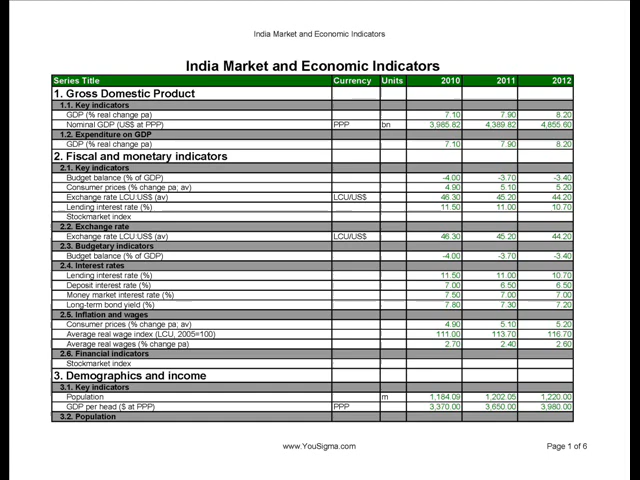 India Market and Economic Indicators
India Market and Economic Indicators
Series Title Currency Units 2010 2011 2012
1. Gross Domestic Product
1.1. Key indicators
GDP (% real change pa) 7.10 7.90 8.20
Nominal GDP (US$ at PPP) PPP bn 3,985.82 4,389.82 4,855.60
1.2. Expenditure on GDP
GDP (% real change pa) 7.10 7.90 8.20
2. Fiscal and monetary indicators
2.1. Key indicators
Budget balance (% of GDP) -4.00 -3.70 -3.40
Consumer prices (% change pa; av) 4.90 5.10 5.20
Exchange rate LCU:US$ (av) LCU/US$ 46.30 45.20 44.20
Lending interest rate (%) 11.50 11.00 10.70
Stockmarket index
2.2. Exchange rate
Exchange rate LCU:US$ (av) LCU/US$ 46.30 45.20 44.20
2.3. Budgetary indicators
Budget balance (% of GDP) -4.00 -3.70 -3.40
2.4. Interest rates
Lending interest rate (%) 11.50 11.00 10.70
Deposit interest rate (%) 7.00 6.50 6.50
Money market interest rate (%) 7.50 7.00 7.00
Long-term bond yield (%) 7.80 7.30 7.20
2.5. Inflation and wages
Consumer prices (% change pa; av) 4.90 5.10 5.20
Average real wage index (LCU, 2005=100) 111.00 113.70 116.70
Average real wages (% change pa) 2.70 2.40 2.60
2.6. Financial indicators
Stockmarket index
3. Demographics and income
3.1. Key indicators
Population m 1,184.09 1,202.05 1,220.00
GDP per head ($ at PPP) PPP 3,370.00 3,650.00 3,980.00
3.2. Population
www.YouSigma.com Page 1 of 6